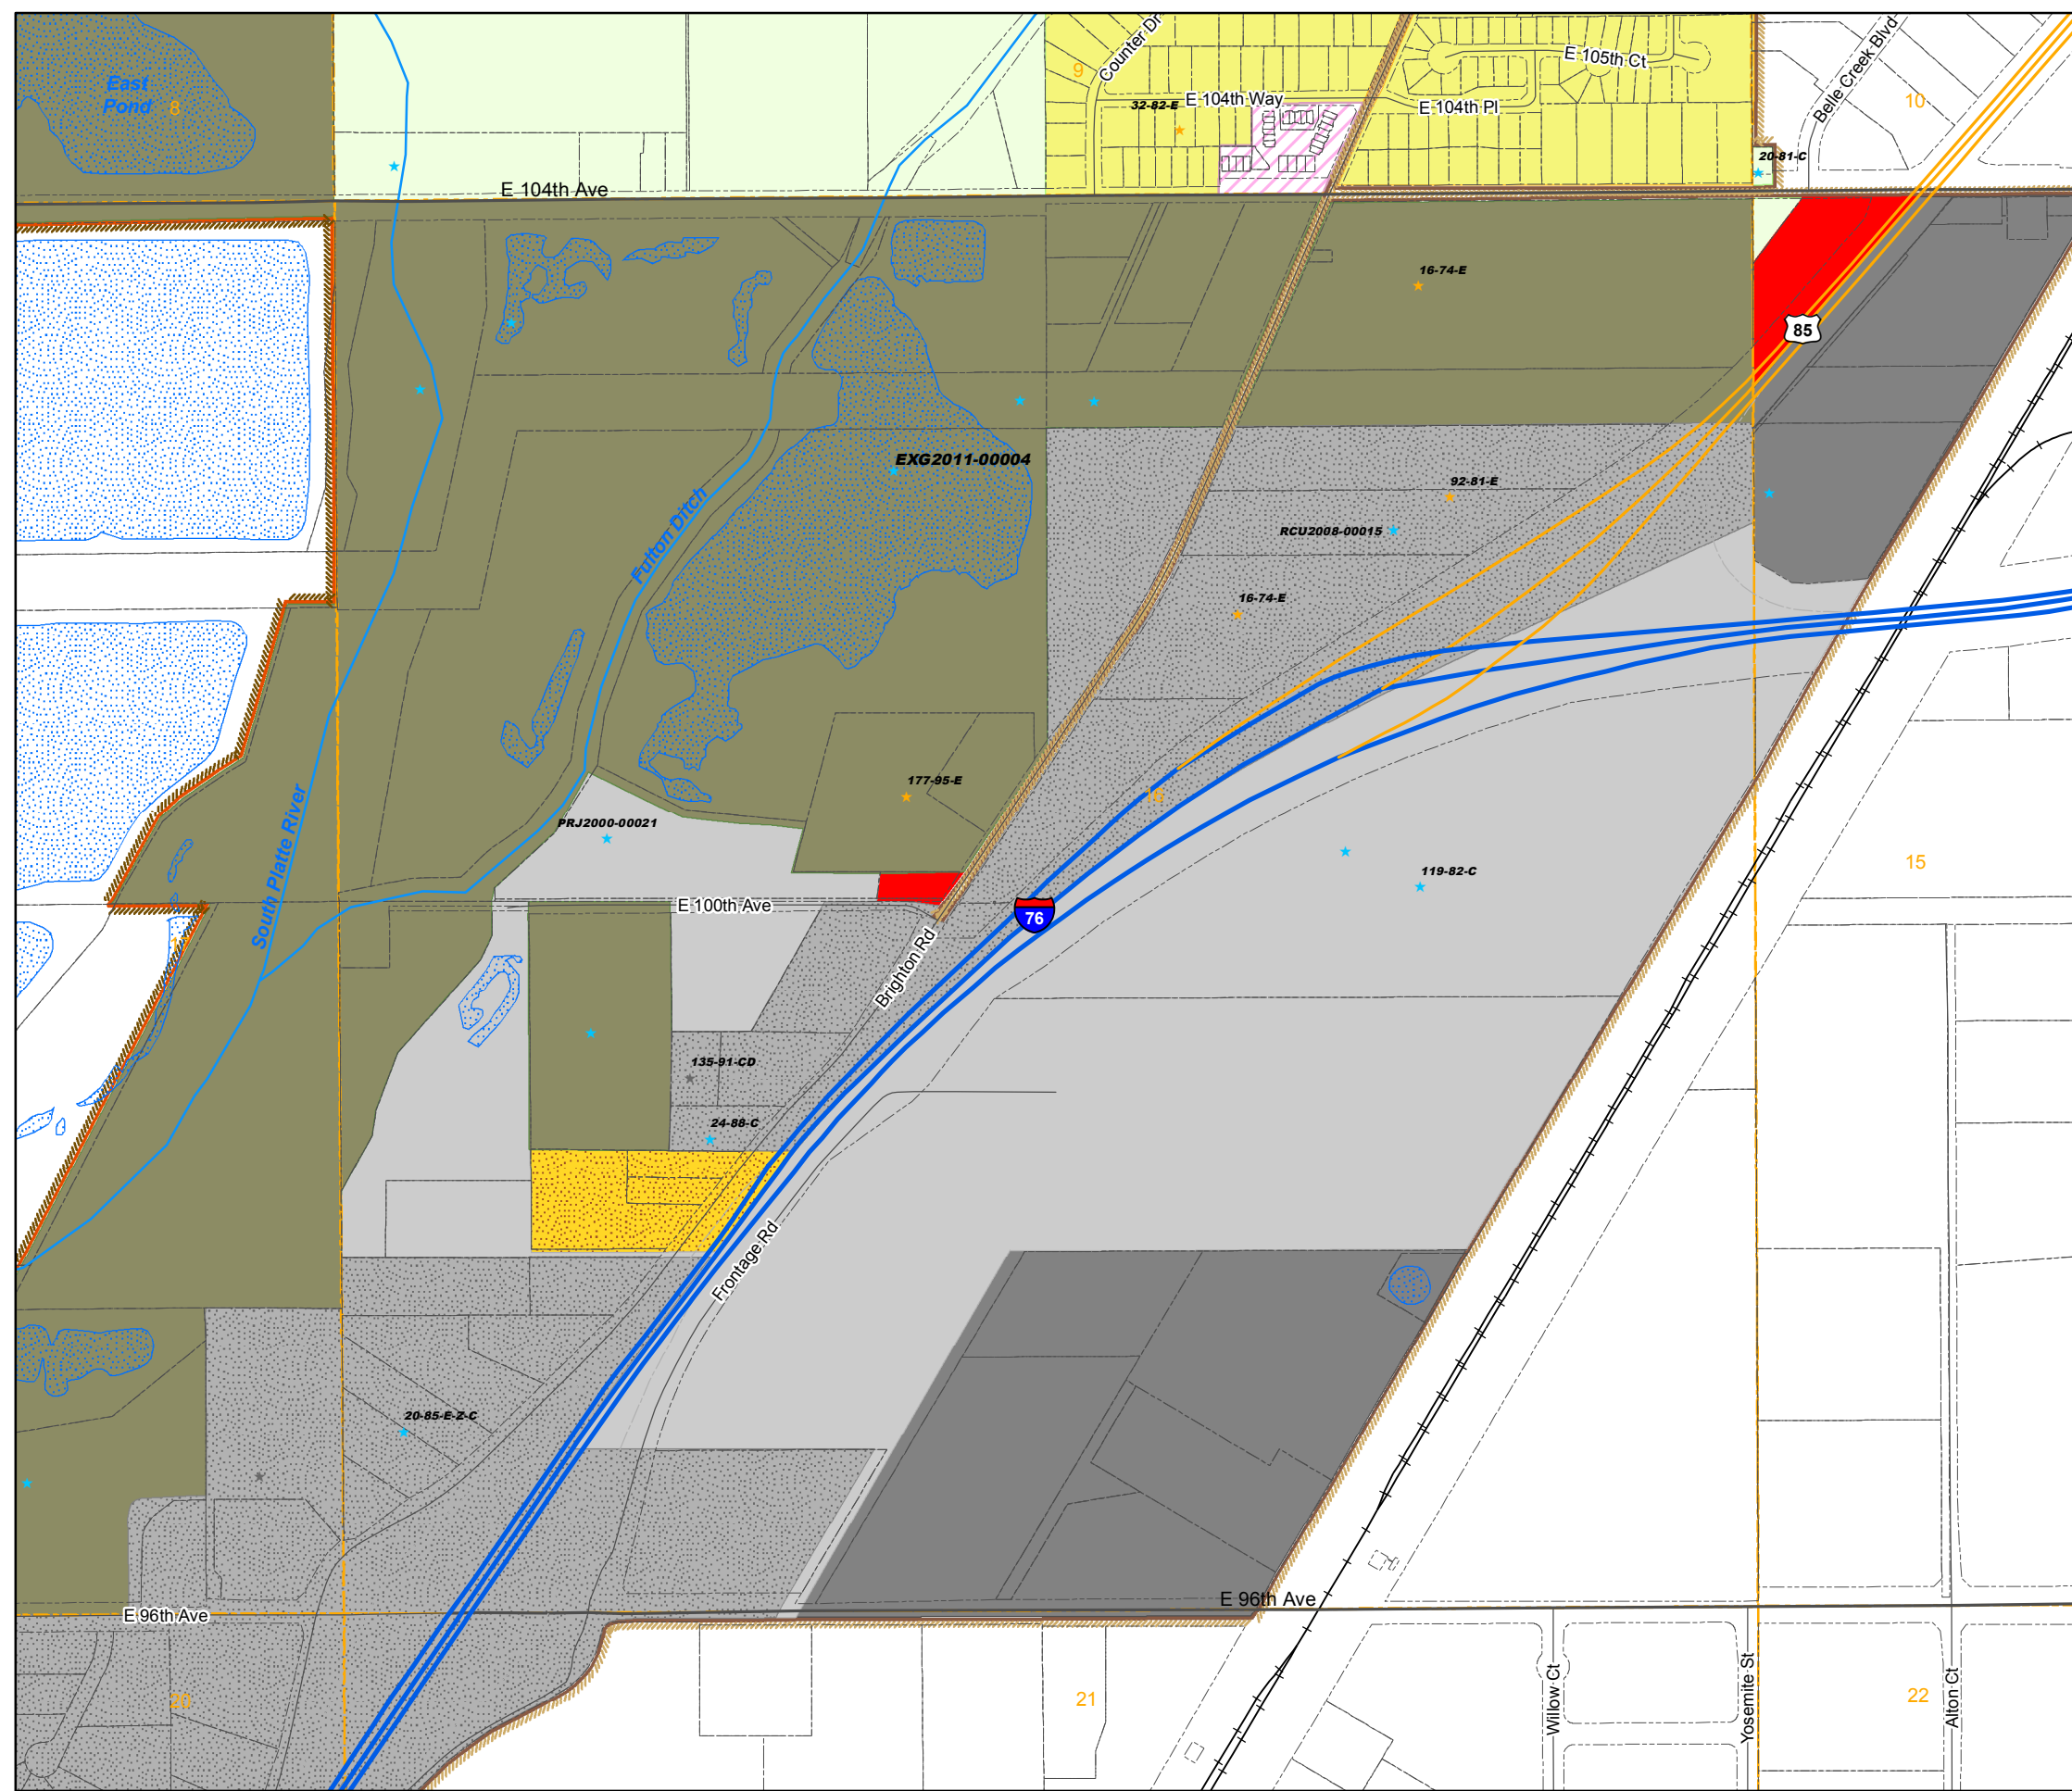 Counter Dr
9
E 105th Ct
Belle Creek Blvd
East
Pond
8
32-82-E
E 104th Way
E 104th Pl
10
20-81-C
E 104th Ave
16-74-E
85
EXG2011-00004
92-81-E
Fulton Ditch
RCU2008-00015
16-74-E
177-95-E
16
PRJ2000-00021
South Platte River
119-82-C
15
E 100th Ave
76
Brighton Rd
135-91-CD
24-88-C
Frontage Rd
20-85-E-Z-C
E 96th Ave
E 96th Ave
20
21
22
Willow Ct
Yosemite St
Alton Ct